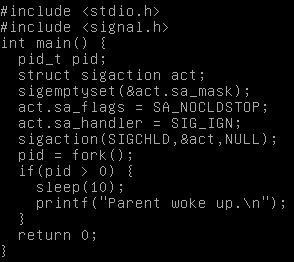 #include <stdio.h>
#include <signal.h>
int main() {
  pid_t pid;
  struct sigaction act;
  sigemptyset(&act.sa_mask);
  act.sa_flags = SA_NOCLDSTOP;
  act.sa_handler = SIG_IGN;
  sigaction(SIGCHLD,&act,NULL);
  pid = fork();
  if(pid > 0) {
    sleep(10);
    printf("Parent woke up.\n");
  }
  return 0;
}